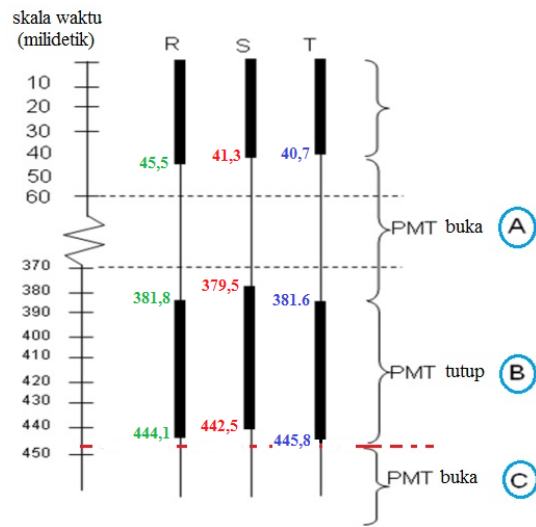 skala waktu
(milidetik)
R S T
10
20
30
40
50
60
45,5 41,3 40,7
PMT buka A
370
380
390
400
410
420
430
440
450
381,8 379,5 381.6
PMT tutup B
444,1 442,5 445,8
PMT buka C